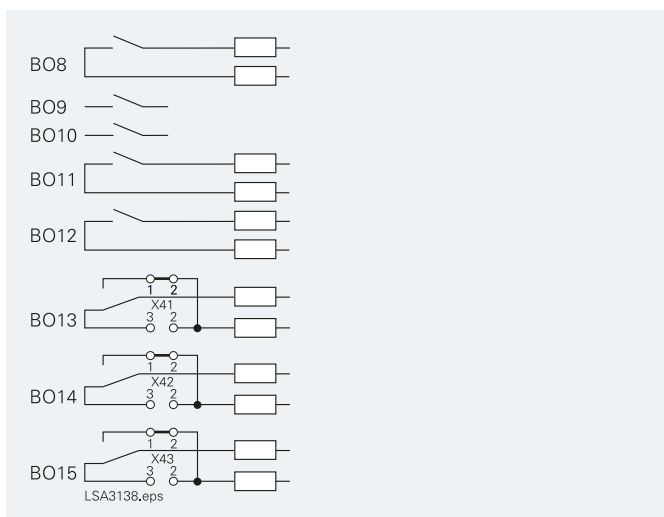 BO8
BO9
BO10
BO11
BO12
1 2
X41
BO13
3 2
1 2
X42
BO14
3 2
1 2
X43
BO15
3 2
LSA3138.eps